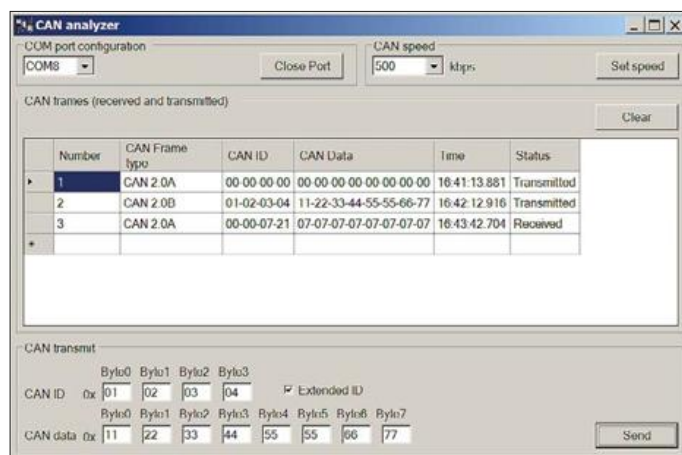 CAN analyzer
COM port configuration
COM8
Close Port
CAN speed
500
kbps
Set speed
CAN frames (received and transmitted)
Clear
Number CAN Frame type CAN ID CAN Data Time Status
1 CAN 2.0A 00-00-00-00 00-00-00-00-00-00-00-00 16:41:13.881 Transmitted
2 CAN 2.0B 01-02-03-04 11-22-33-44-55-55-66-77 16:42:12.916 Transmitted
3 CAN 2.0A 00-00-07-21 07-07-07-07-07-07-07-07 16:43:42.704 Received
CAN transmit
Byte0 Byte1 Byte2 Byte3
CAN ID 0x 01 02 03 04 Extended ID
Byte0 Byte1 Byte2 Byte3 Byte4 Byte5 Byte6 Byte7
CAN data 0x 11 22 33 44 55 55 66 77
Send